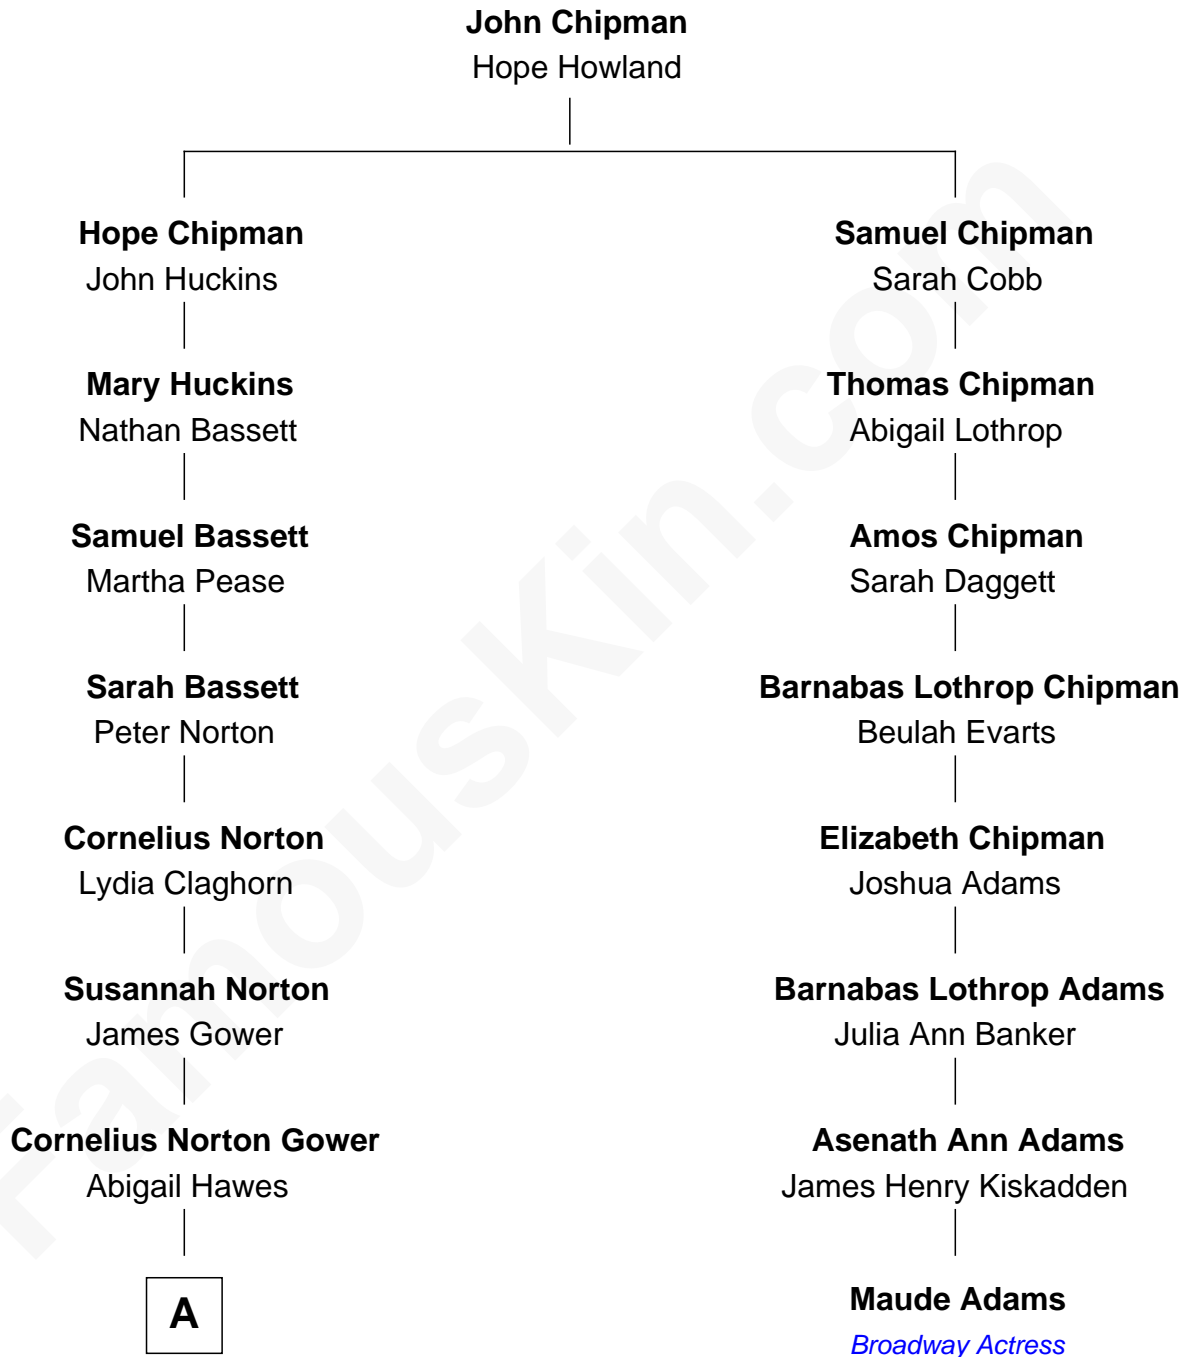 John Chipman
Hope Howland
Hope Chipman
John Huckins
Samuel Chipman
Sarah Cobb
Mary Huckins
Nathan Bassett
Thomas Chipman
Abigail Lothrop
Samuel Bassett
Martha Pease
Amos Chipman
Sarah Daggett
Sarah Bassett
Peter Norton
Barnabas Lothrop Chipman
Beulah Evarts
Cornelius Norton
Lydia Claghorn
Elizabeth Chipman
Joshua Adams
Susannah Norton
James Gower
Barnabas Lothrop Adams
Julia Ann Banker
Cornelius Norton Gower
Abigail Hawes
Asenath Ann Adams
James Henry Kiskadden
A
Maude Adams
Broadway Actress
FamousKin.com